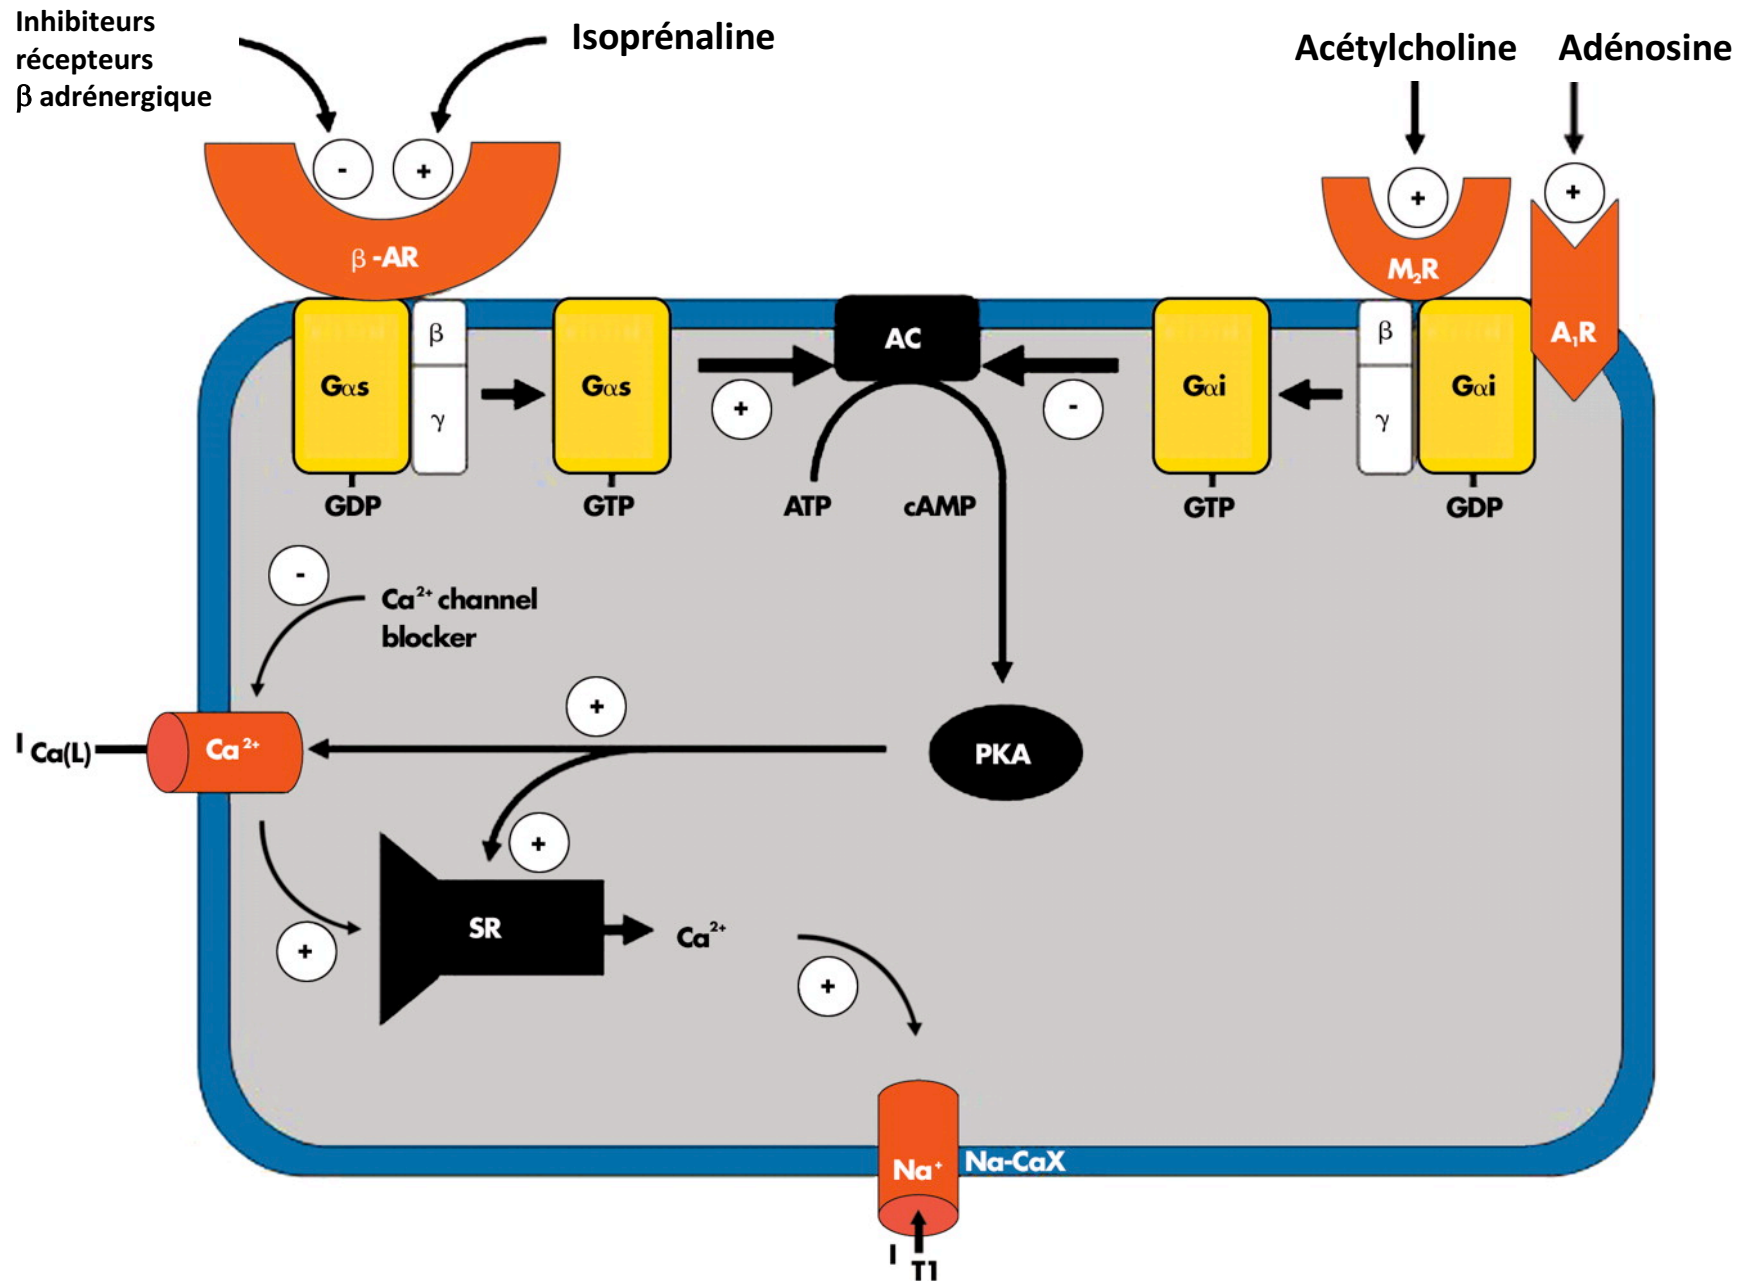 Inhibiteurs
récepteurs
β adrénergique
Isoprénaline
Acétylcholine
Adénosine
-
+
+
+
β -AR
M₂R
A₁R
Gαs
β
γ
Gαs
AC
Gαi
β
γ
Gαi
+
-
GDP
GTP
ATP
cAMP
GTP
GDP
-
Ca²⁺ channel
blocker
+
I Ca(L)
Ca²⁺
PKA
+
SR
Ca²⁺
+
+
Na⁺
Na-CaX
I T1